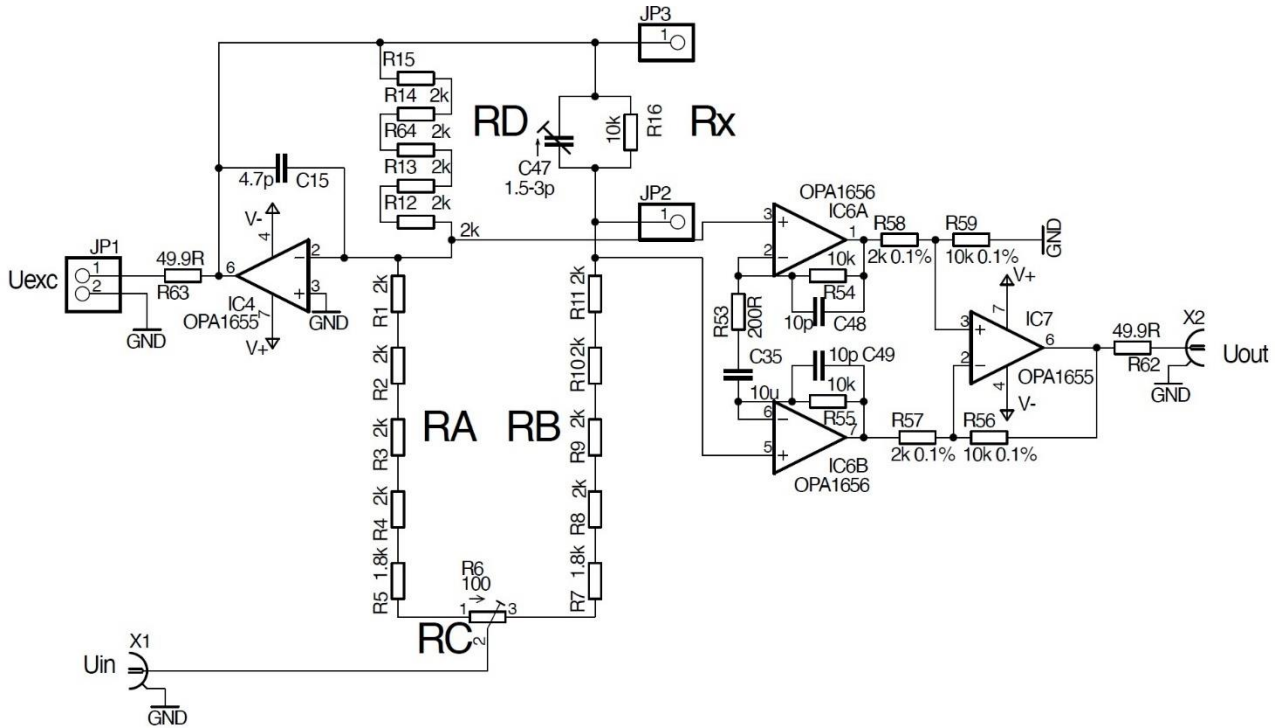 JP3
1
R15
R14 2k
R64 2k
R13 2k
R12 2k
2k
RD
Rx
10k
R16
C47
1.5-3p
4.7p
C15
JP2
1
V-
4
2
3
6
7
IC4
OPA1655
V+
GND
JP1
1
2
49.9R
R63
Uexc
GND
OPA1656
IC6A
3
2
1
R58
2k 0.1%
R59
10k 0.1%
GND
10k
R54
10p
C48
R53
200R
C35
10u
10p C49
10k
R55
6
5
7
IC6B
OPA1656
R57
2k 0.1%
R56
10k 0.1%
V+
7
IC7
3
2
6
OPA1655
4
V-
49.9R
R62
X2
Uout
GND
R1 2k
R2 2k
R3 2k
R4 2k
R5 1.8k
RA
RB
R11 2k
R10 2k
R9 2k
R8 2k
R7 1.8k
R6
100
1
3
2
RC
X1
Uin
GND